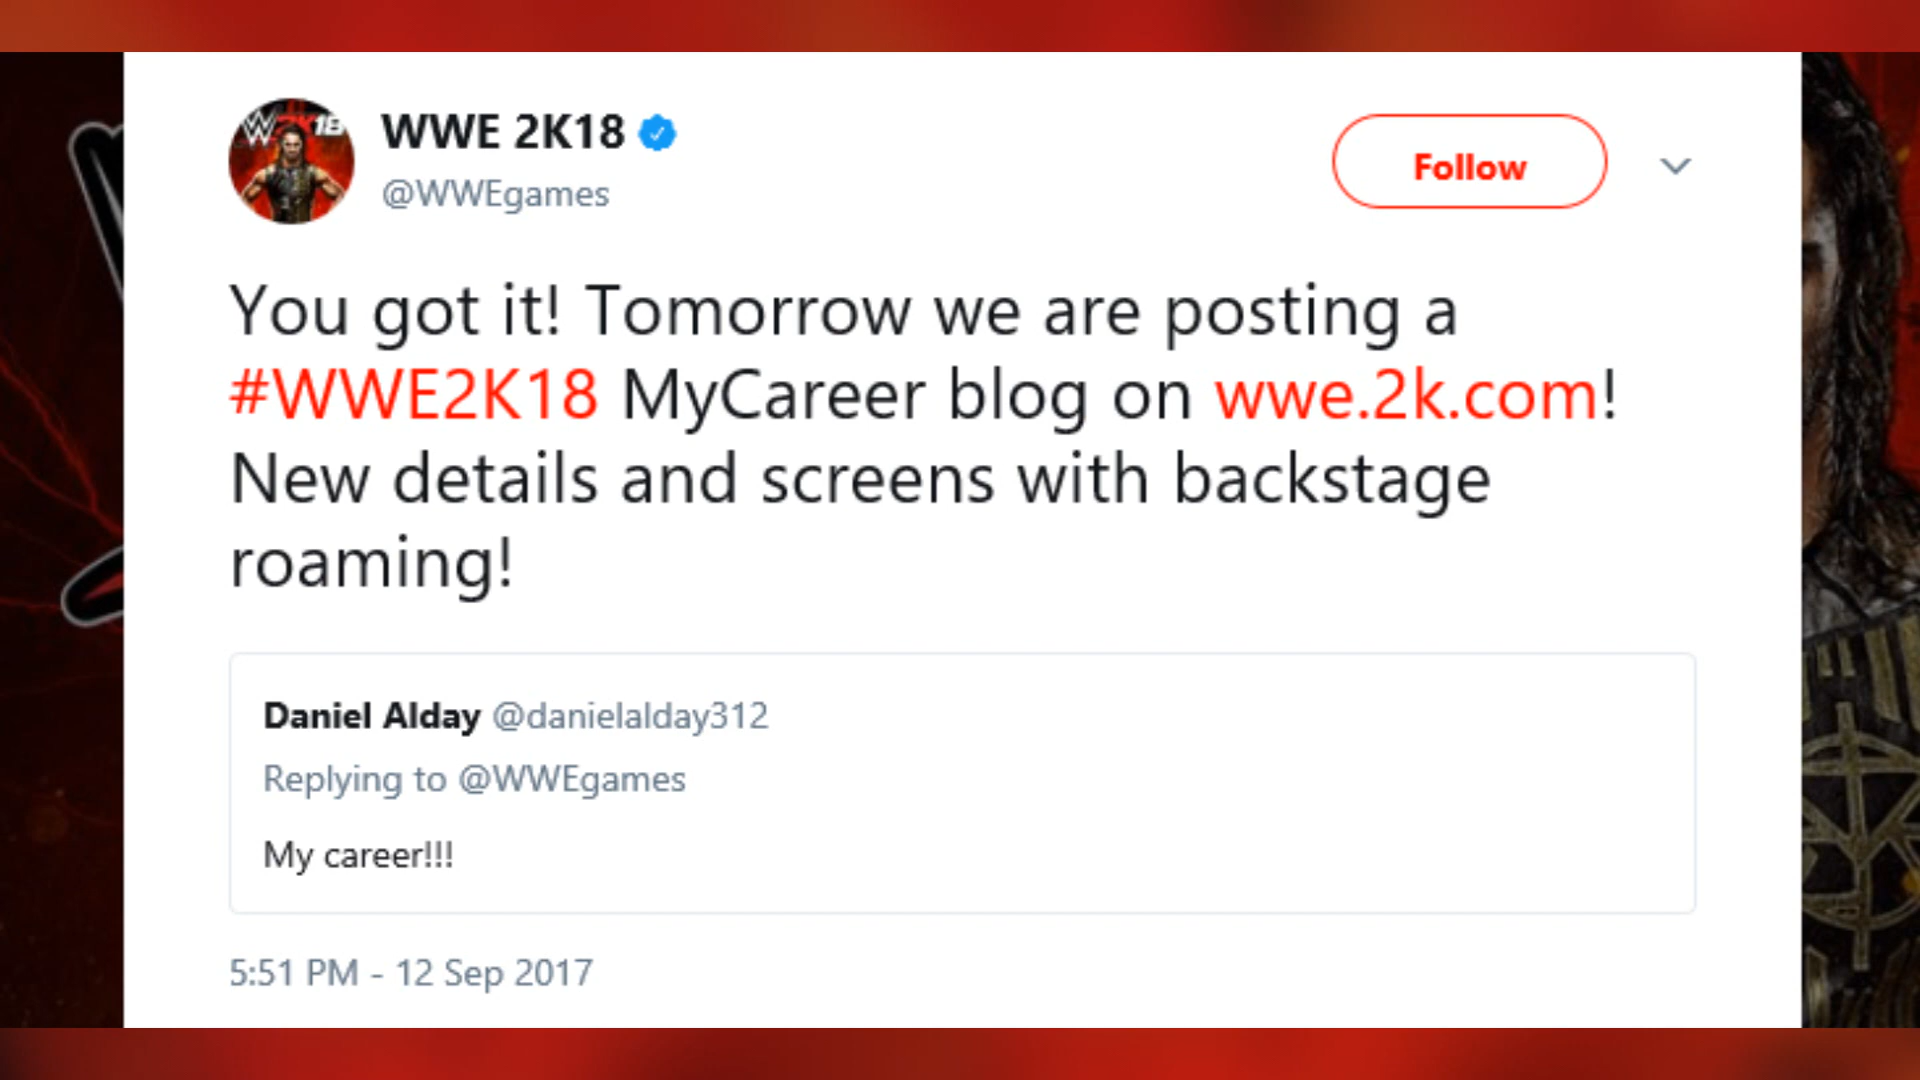 WWE 2K18
@WWEgames
Follow
You got it! Tomorrow we are posting a
#WWE2K18 MyCareer blog on wwe.2k.com!
New details and screens with backstage
roaming!
Daniel Alday @danielalday312
Replying to @WWEgames
My career!!!
5:51 PM - 12 Sep 2017